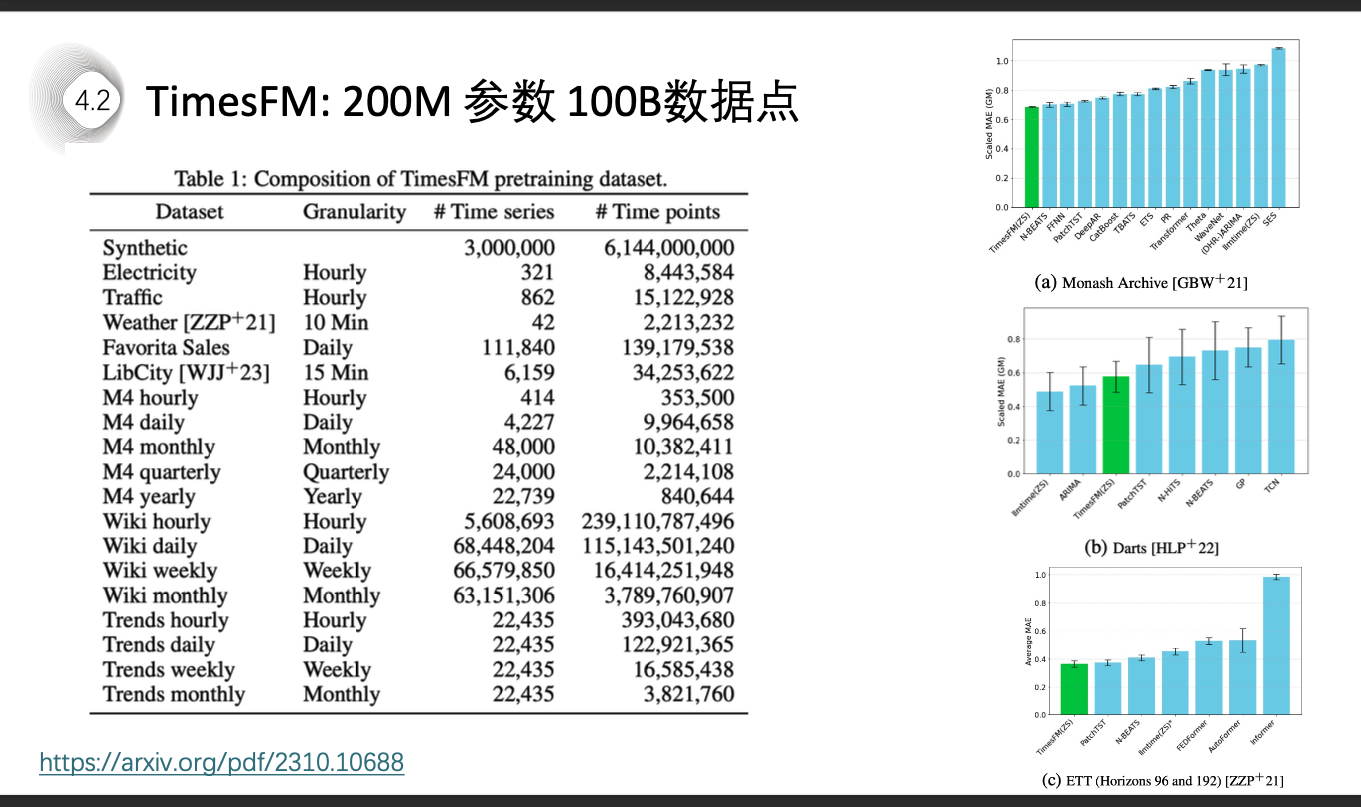 4.2
TimesFM: 200M 参数 100B数据点
Table 1: Composition of TimesFM pretraining dataset.
Dataset Granularity # Time series # Time points
Synthetic 3,000,000 6,144,000,000
Electricity Hourly 321 8,443,584
Traffic Hourly 862 15,122,928
Weather [ZZP+21] 10 Min 42 2,213,232
Favorita Sales Daily 111,840 139,179,538
LibCity [WJJ+23] 15 Min 6,159 34,253,622
M4 hourly Hourly 414 353,500
M4 daily Daily 4,227 9,964,658
M4 monthly Monthly 48,000 10,382,411
M4 quarterly Quarterly 24,000 2,214,108
M4 yearly Yearly 22,739 840,644
Wiki hourly Hourly 5,608,693 239,110,787,496
Wiki daily Daily 68,448,204 115,143,501,240
Wiki weekly Weekly 66,579,850 16,414,251,948
Wiki monthly Monthly 63,151,306 3,789,760,907
Trends hourly Hourly 22,435 393,043,680
Trends daily Daily 22,435 122,921,365
Trends weekly Weekly 22,435 16,585,438
Trends monthly Monthly 22,435 3,821,760
https://arxiv.org/pdf/2310.10688
Scaled MAE (GM)
1.0
0.8
0.6
0.4
0.2
0.0
TimesFM(ZS)
N-BEATS
FFNN
PatchTST
DeepAR
CatBoost
TBATS
ETS
PR
Transformer
Theta
WaveNet
(DHR-)ARIMA
llmtime(ZS)
SES
(a) Monash Archive [GBW+21]
Scaled MAE (GM)
0.8
0.6
0.4
0.2
0.0
llmtime(ZS)
ARIMA
TimesFM(ZS)
PatchTST
N-HiTS
N-BEATS
GP
TCN
(b) Darts [HLP+22]
Average MAE
1.0
0.8
0.6
0.4
0.2
0.0
TimesFM(ZS)
PatchTST
N-BEATS
llmtime(ZS)*
FEDFormer
AutoFormer
Informer
(c) ETT (Horizons 96 and 192) [ZZP+21]